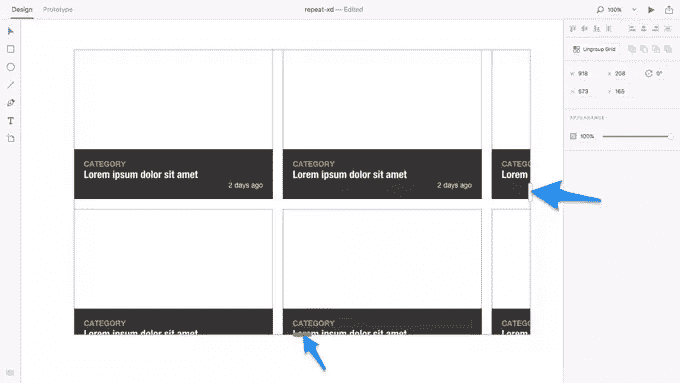 Design Prototype repeat-xd — Edited 100%
Ungroup Grid
W 918 X 208 0°
H 573 Y 165
APPEARANCE
100%
CATEGORY CATEGORY CATEG
Lorem ipsum dolor sit amet Lorem ipsum dolor sit amet Lorem
2 days ago 2 days ago
CATEGORY CATEGORY CATEG
Lorem ipsum dolor sit amet Lorem ipsum dolor sit amet Lorem